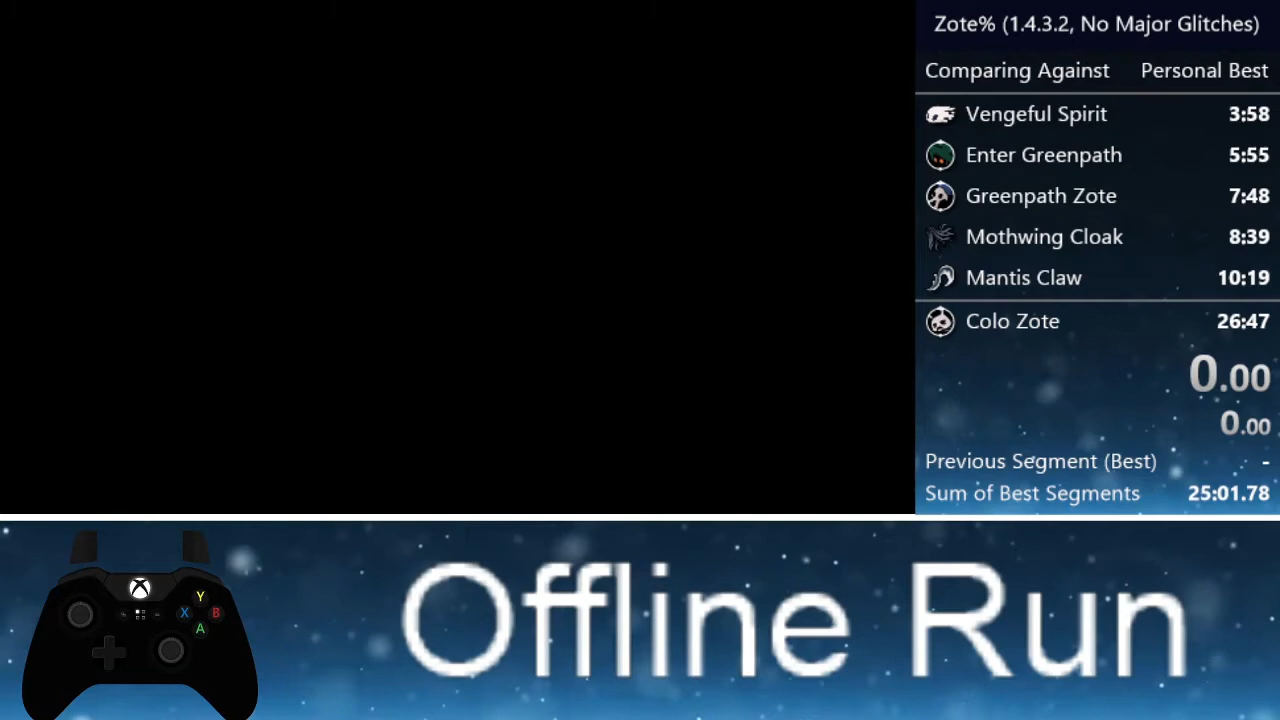 Zote% (1.4.3.2, No Major Glitches)
Comparing Against Personal Best
Vengeful Spirit 3:58
Enter Greenpath 5:55
Greenpath Zote 7:48
Mothwing Cloak 8:39
Mantis Claw 10:19
Colo Zote 26:47
0.00
0.00
Previous Segment (Best) -
Sum of Best Segments 25:01.78
Y
X B
A
Offline Run